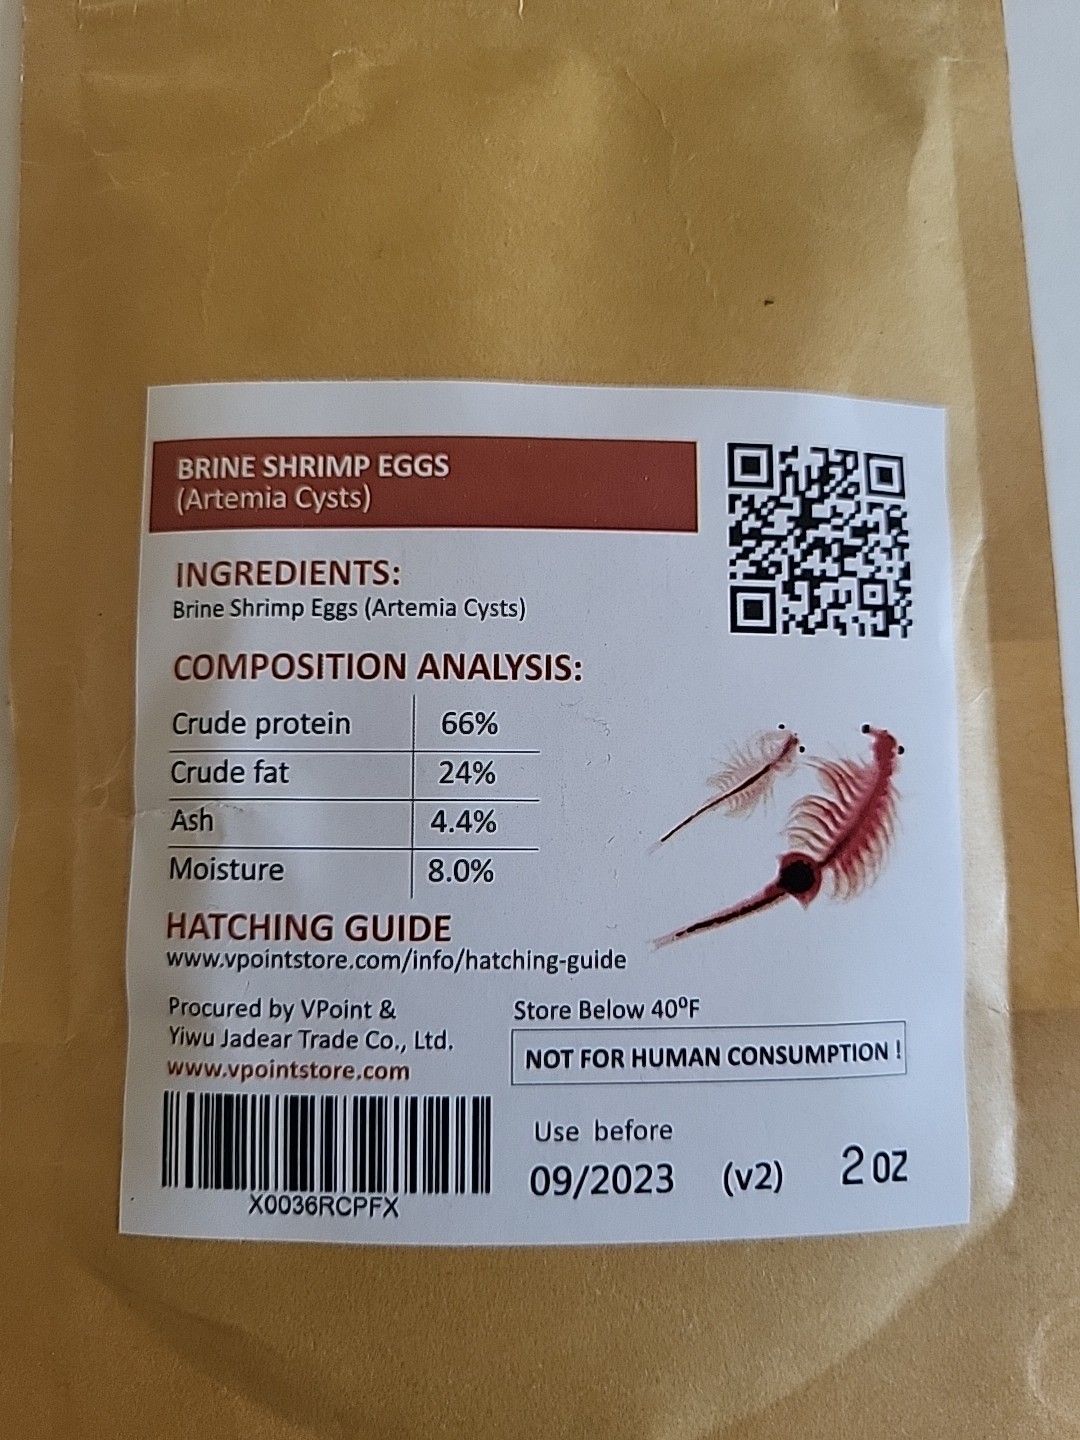 BRINE SHRIMP EGGS
(Artemia Cysts)
INGREDIENTS:
Brine Shrimp Eggs (Artemia Cysts)
COMPOSITION ANALYSIS:
Crude protein 66%
Crude fat 24%
Ash 4.4%
Moisture 8.0%
HATCHING GUIDE
www.vpointstore.com/info/hatching-guide
Procured by VPoint &
Yiwu Jadear Trade Co., Ltd.
www.vpointstore.com
Store Below 40ºF
NOT FOR HUMAN CONSUMPTION !
X0036RCPFX
Use before
09/2023 (v2) 2 OZ